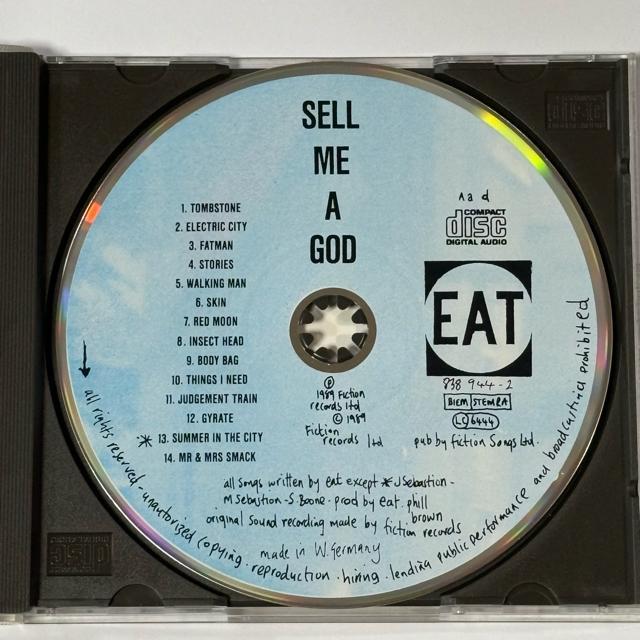 SELL
ME
A
GOD
1. TOMBSTONE
2. ELECTRIC CITY
3. FATMAN
4. STORIES
5. WALKING MAN
6. SKIN
7. RED MOON
8. INSECT HEAD
9. BODY BAG
10. THINGS I NEED
11. JUDGEMENT TRAIN
12. GYRATE
* 13. SUMMER IN THE CITY
14. MR & MRS SMACK
A a d
COMPACT
disc
DIGITAL AUDIO
EAT
838 944-2
BIEM STEMRA
LC 6444
pub by fiction Songs Ltd.
℗
1989 Fiction
records ltd
© 1989
Fiction
records ltd
all songs written by eat except * J Sebastion -
M Sebastion - S. Boone · prod by eat. phill
brown
original sound recording made by fiction records
made in W. Germany
all rights reserved - unauthorized copying · reproduction · hiring · lending public performance and broadcasting prohibited